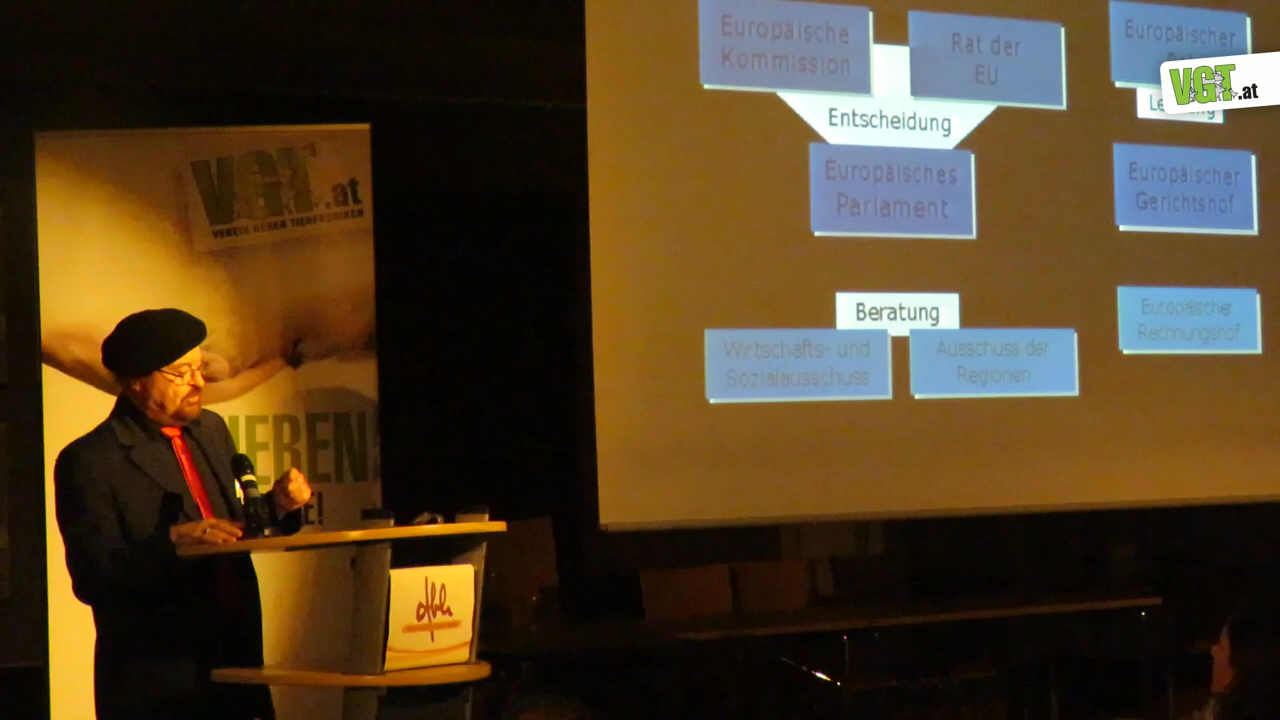 Europäische
Kommission
Rat der
EU
Europäischer
Entscheidung
Europäisches
Parlament
Europäischer
Gerichtshof
Beratung
Wirtschafts- und
Sozialausschuss
Ausschuss der
Regionen
Europäischer
Rechnungshof
VGT.at
VGT.at
VEREIN GEGEN TIERFABRIKEN
dbb